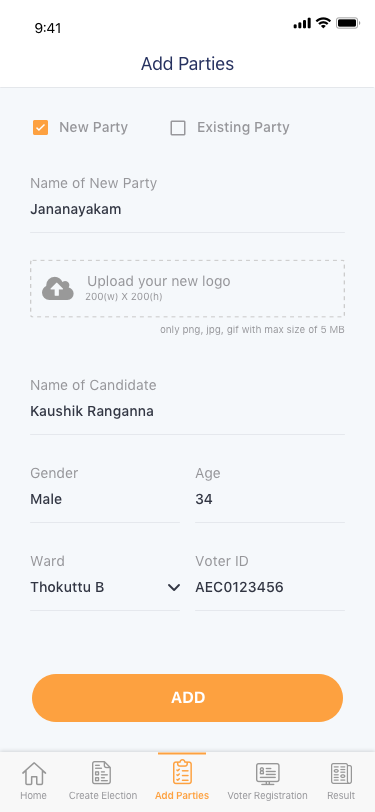 9:41
Add Parties
New Party Existing Party
Name of New Party
Jananayakam
Upload your new logo
200(w) X 200(h)
only png, jpg, gif with max size of 5 MB
Name of Candidate
Kaushik Ranganna
Gender Age
Male 34
Ward Voter ID
Thokuttu B AEC0123456
ADD
Home Create Election Add Parties Voter Registration Result